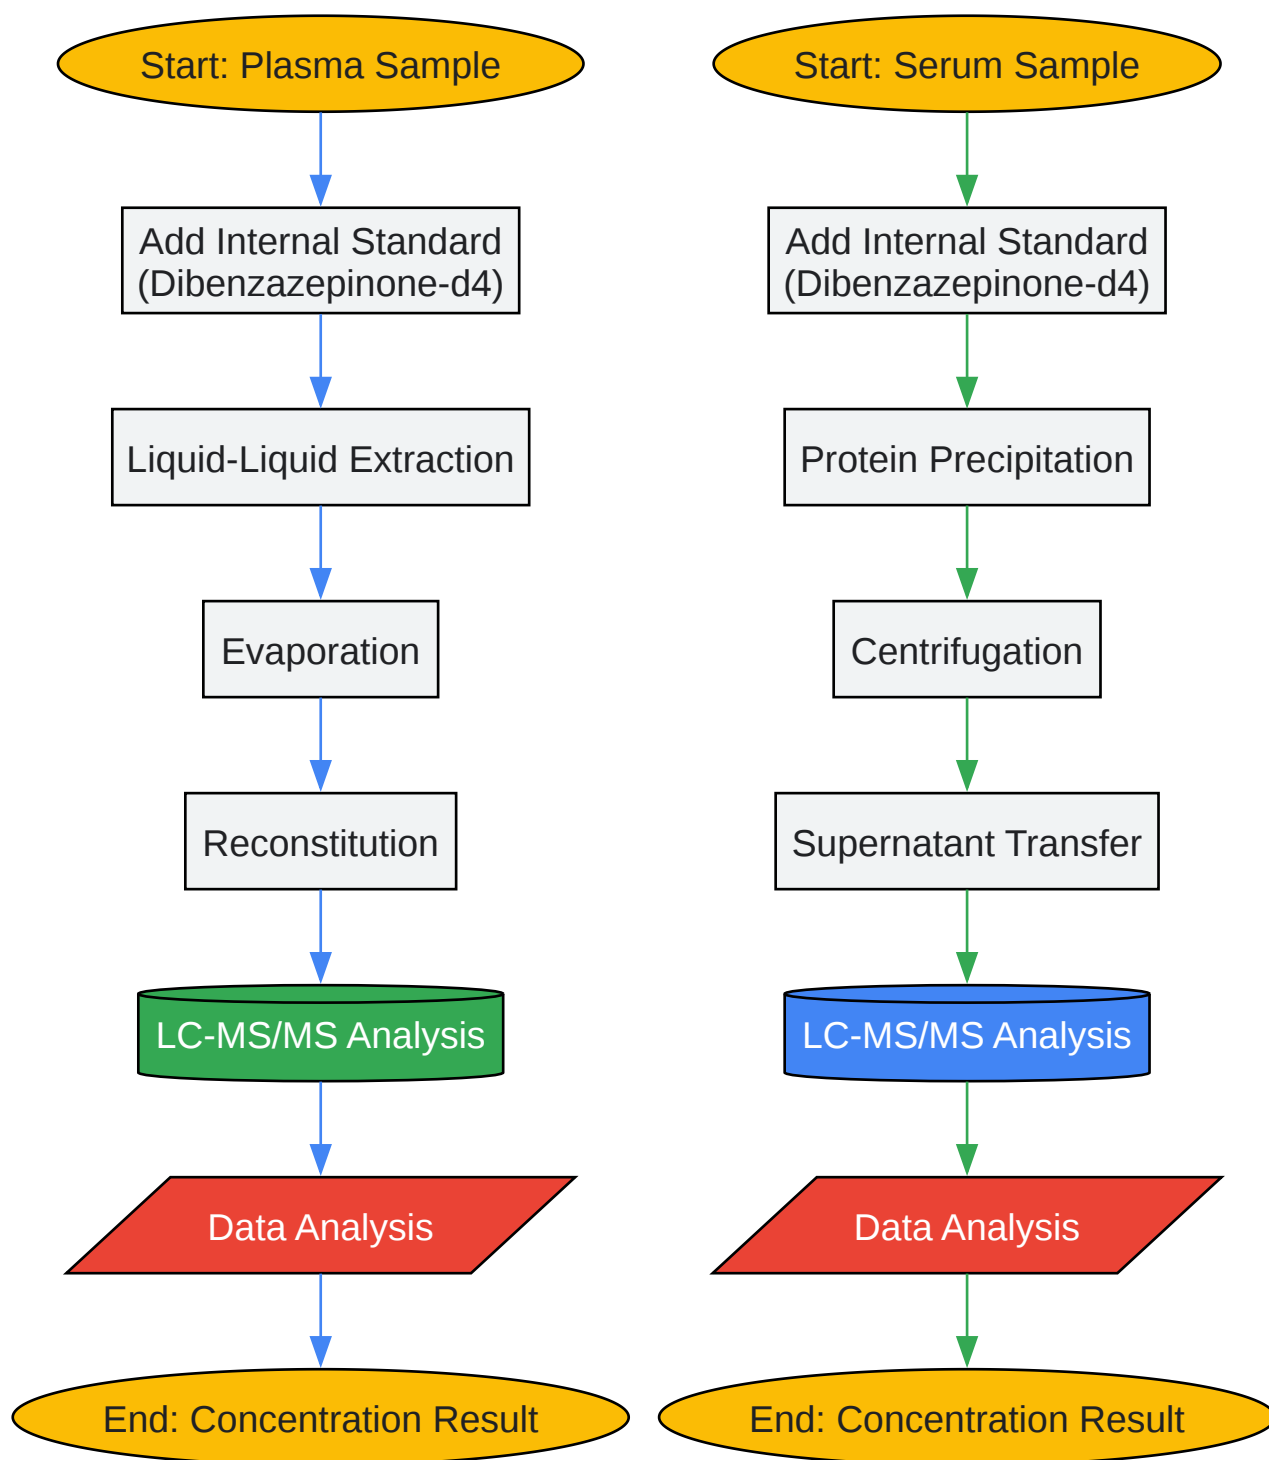 Start: Plasma Sample
Add Internal Standard
(Dibenzazepinone-d4)
Liquid-Liquid Extraction
Evaporation
Reconstitution
LC-MS/MS Analysis
Data Analysis
End: Concentration Result
Start: Serum Sample
Add Internal Standard
(Dibenzazepinone-d4)
Protein Precipitation
Centrifugation
Supernatant Transfer
LC-MS/MS Analysis
Data Analysis
End: Concentration Result